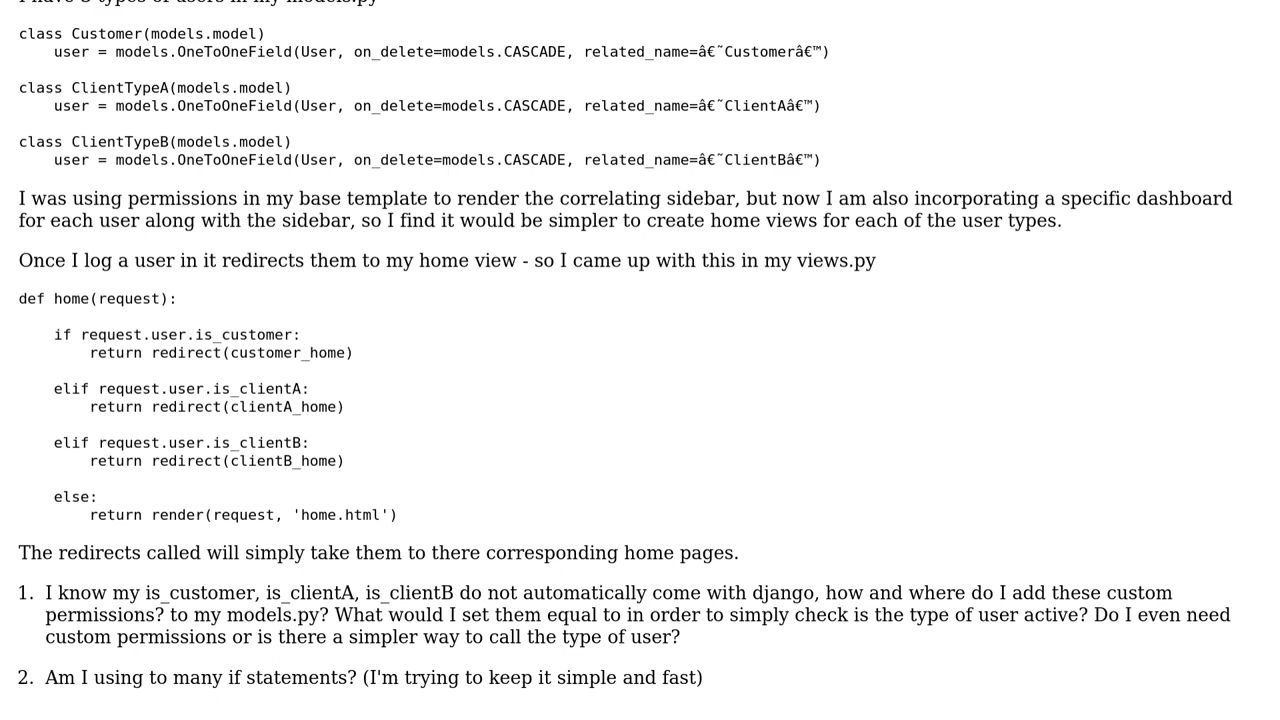 I have 3 types of users in my models.py
class Customer(models.model)
    user = models.OneToOneField(User, on_delete=models.CASCADE, related_name=â€˜Customerâ€™)
class ClientTypeA(models.model)
    user = models.OneToOneField(User, on_delete=models.CASCADE, related_name=â€˜ClientAâ€™)
class ClientTypeB(models.model)
    user = models.OneToOneField(User, on_delete=models.CASCADE, related_name=â€˜ClientBâ€™)
I was using permissions in my base template to render the correlating sidebar, but now I am also incorporating a specific dashboard
for each user along with the sidebar, so I find it would be simpler to create home views for each of the user types.
Once I log a user in it redirects them to my home view - so I came up with this in my views.py
def home(request):
    if request.user.is_customer:
        return redirect(customer_home)
    elif request.user.is_clientA:
        return redirect(clientA_home)
    elif request.user.is_clientB:
        return redirect(clientB_home)
    else:
        return render(request, 'home.html')
The redirects called will simply take them to there corresponding home pages.
1. I know my is_customer, is_clientA, is_clientB do not automatically come with django, how and where do I add these custom
permissions? to my models.py? What would I set them equal to in order to simply check is the type of user active? Do I even need
custom permissions or is there a simpler way to call the type of user?
2. Am I using to many if statements? (I'm trying to keep it simple and fast)